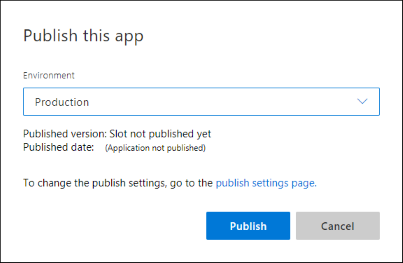 Publish this app
Environment
Production
Published version: Slot not published yet
Published date: (Application not published)
To change the publish settings, go to the publish settings page.
Publish Cancel